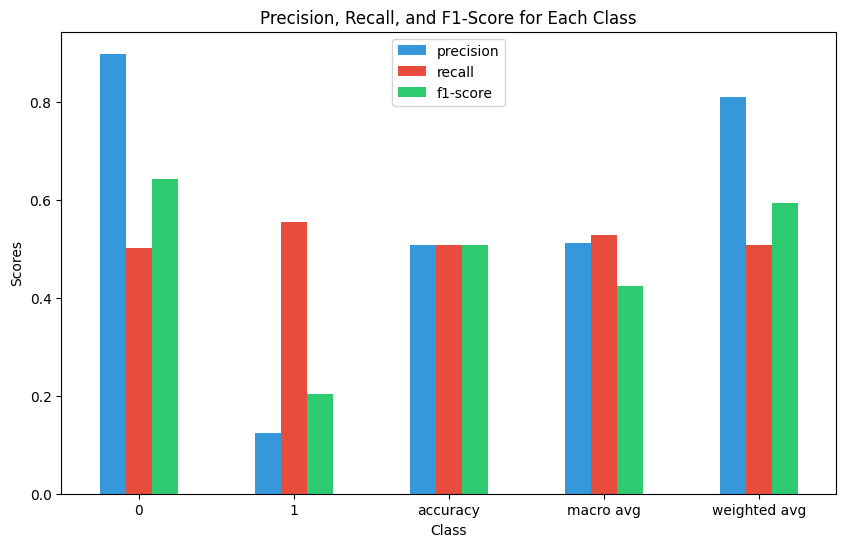 Precision, Recall, and F1-Score for Each Class
precision
recall
f1-score
Scores
0.8
0.6
0.4
0.2
0.0
0 1 accuracy macro avg weighted avg
Class